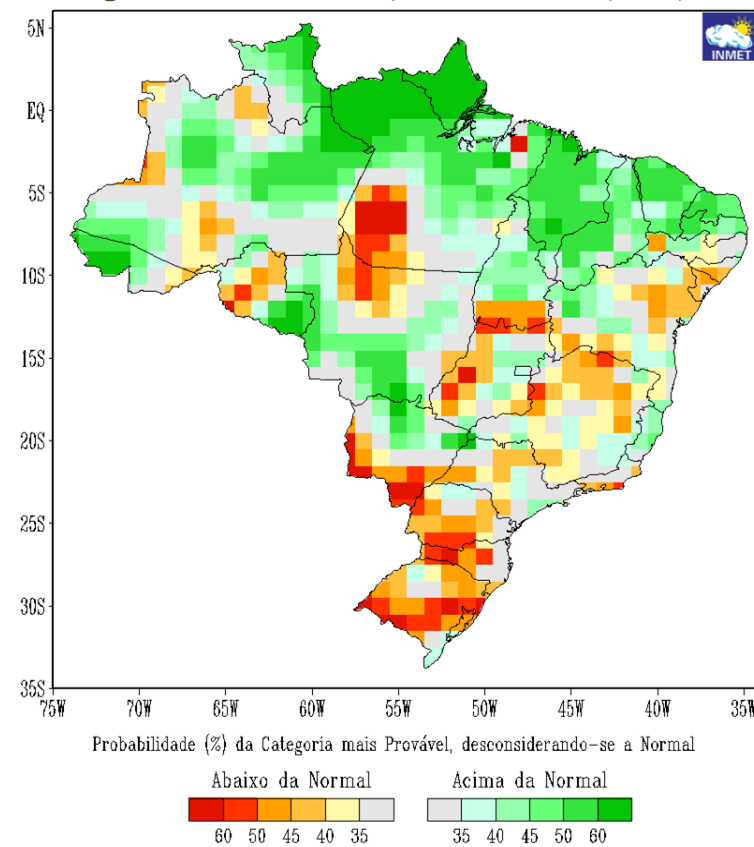 INMET
5N
EQ
5S
10S
15S
20S
25S
30S
35S
75W 70W 65W 60W 55W 50W 45W 40W 35W
Probabilidade (%) da Categoria mais Provável, desconsiderando-se a Normal
Abaixo da Normal Acima da Normal
60 50 45 40 35 35 40 45 50 60